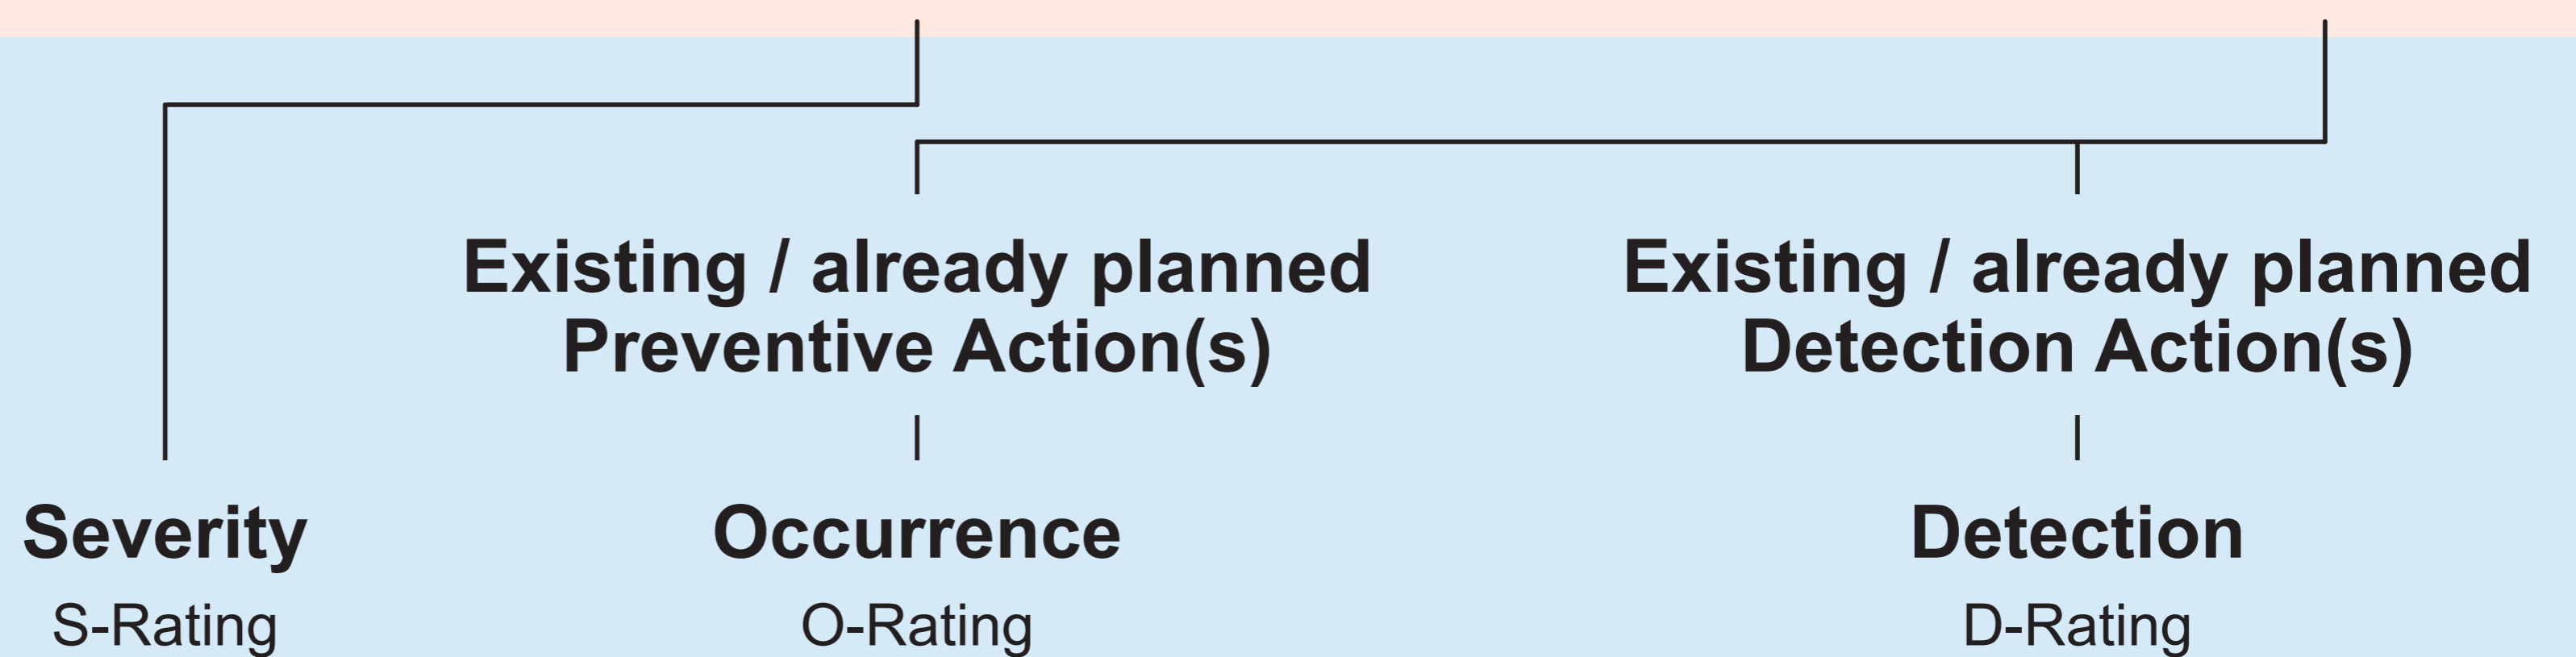 Existing / already planned
Preventive Action(s)
Existing / already planned
Detection Action(s)
Severity
S-Rating
Occurrence
O-Rating
Detection
D-Rating